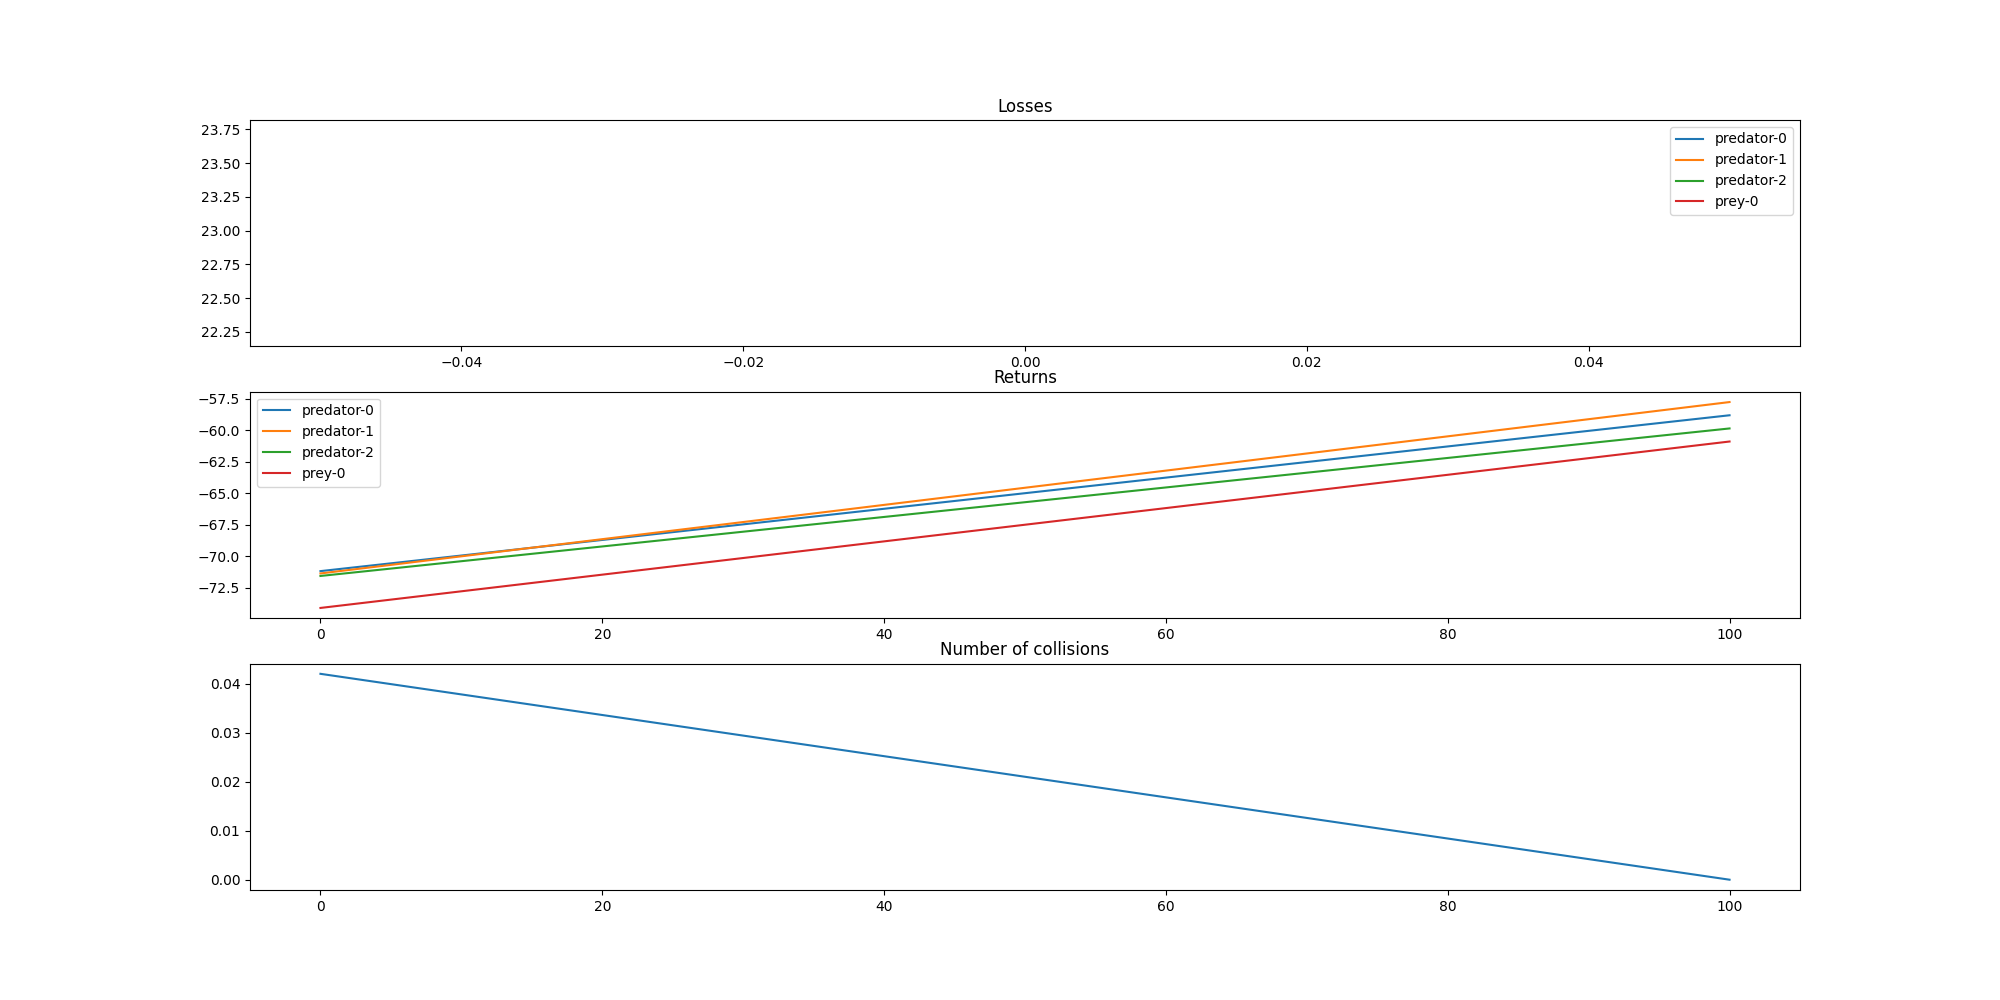 Losses
23.75
23.50
23.25
23.00
22.75
22.50
22.25
predator-0
predator-1
predator-2
prey-0
−0.04 −0.02 0.00 0.02 0.04
Returns
−57.5
−60.0
−62.5
−65.0
−67.5
−70.0
−72.5
predator-0
predator-1
predator-2
prey-0
0 20 40 60 80 100
Number of collisions
0.04
0.03
0.02
0.01
0.00
0 20 40 60 80 100